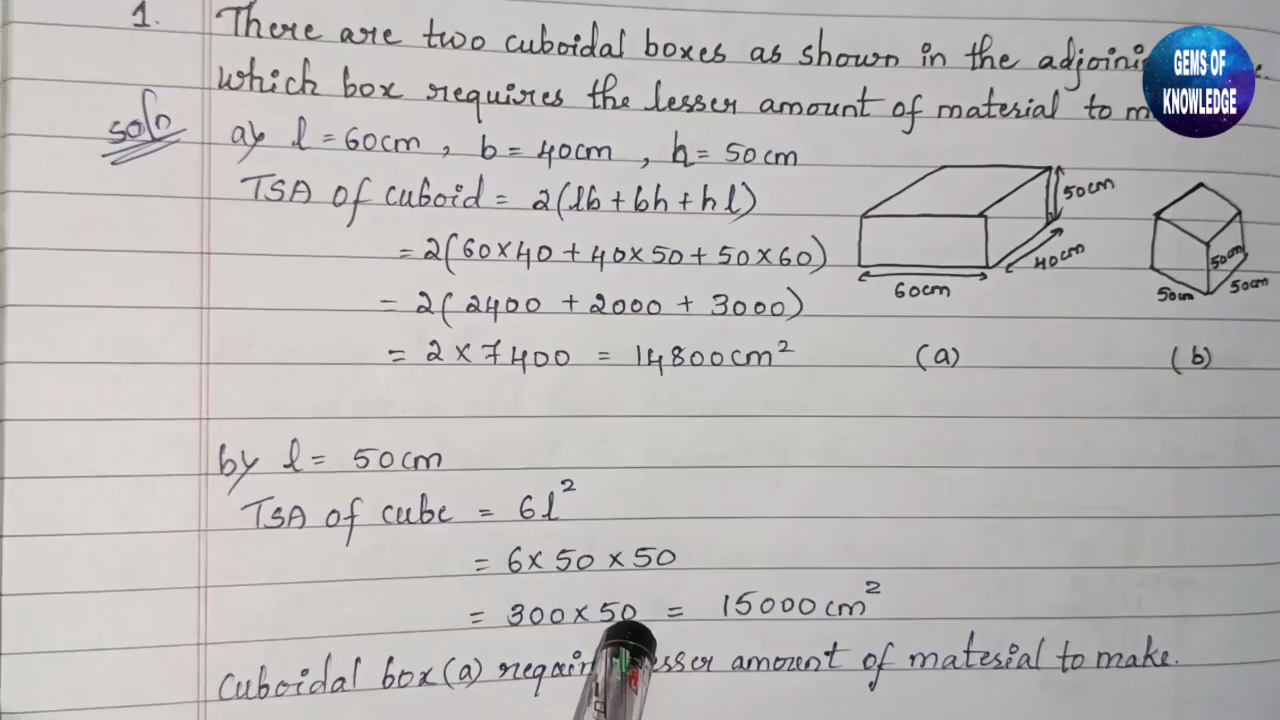 1. There are two cuboidal boxes as shown in the adjoini
which box requires the lesser amount of material to m
GEMS OF
KNOWLEDGE
Soln
a) l = 60cm , b = 40cm , h = 50cm
TSA of cuboid = 2(lb + bh + hl)
= 2(60×40 + 40×50 + 50×60)
= 2(2400 + 2000 + 3000)
= 2 × 7400 = 14800cm²
50cm
40cm
60cm
(a)
50cm
50cm
50cm
(b)
b) l = 50cm
TSA of cube = 6l²
= 6 × 50 × 50
= 300 × 50 = 15000cm²
Cuboidal box (a) requir esser amount of material to make.